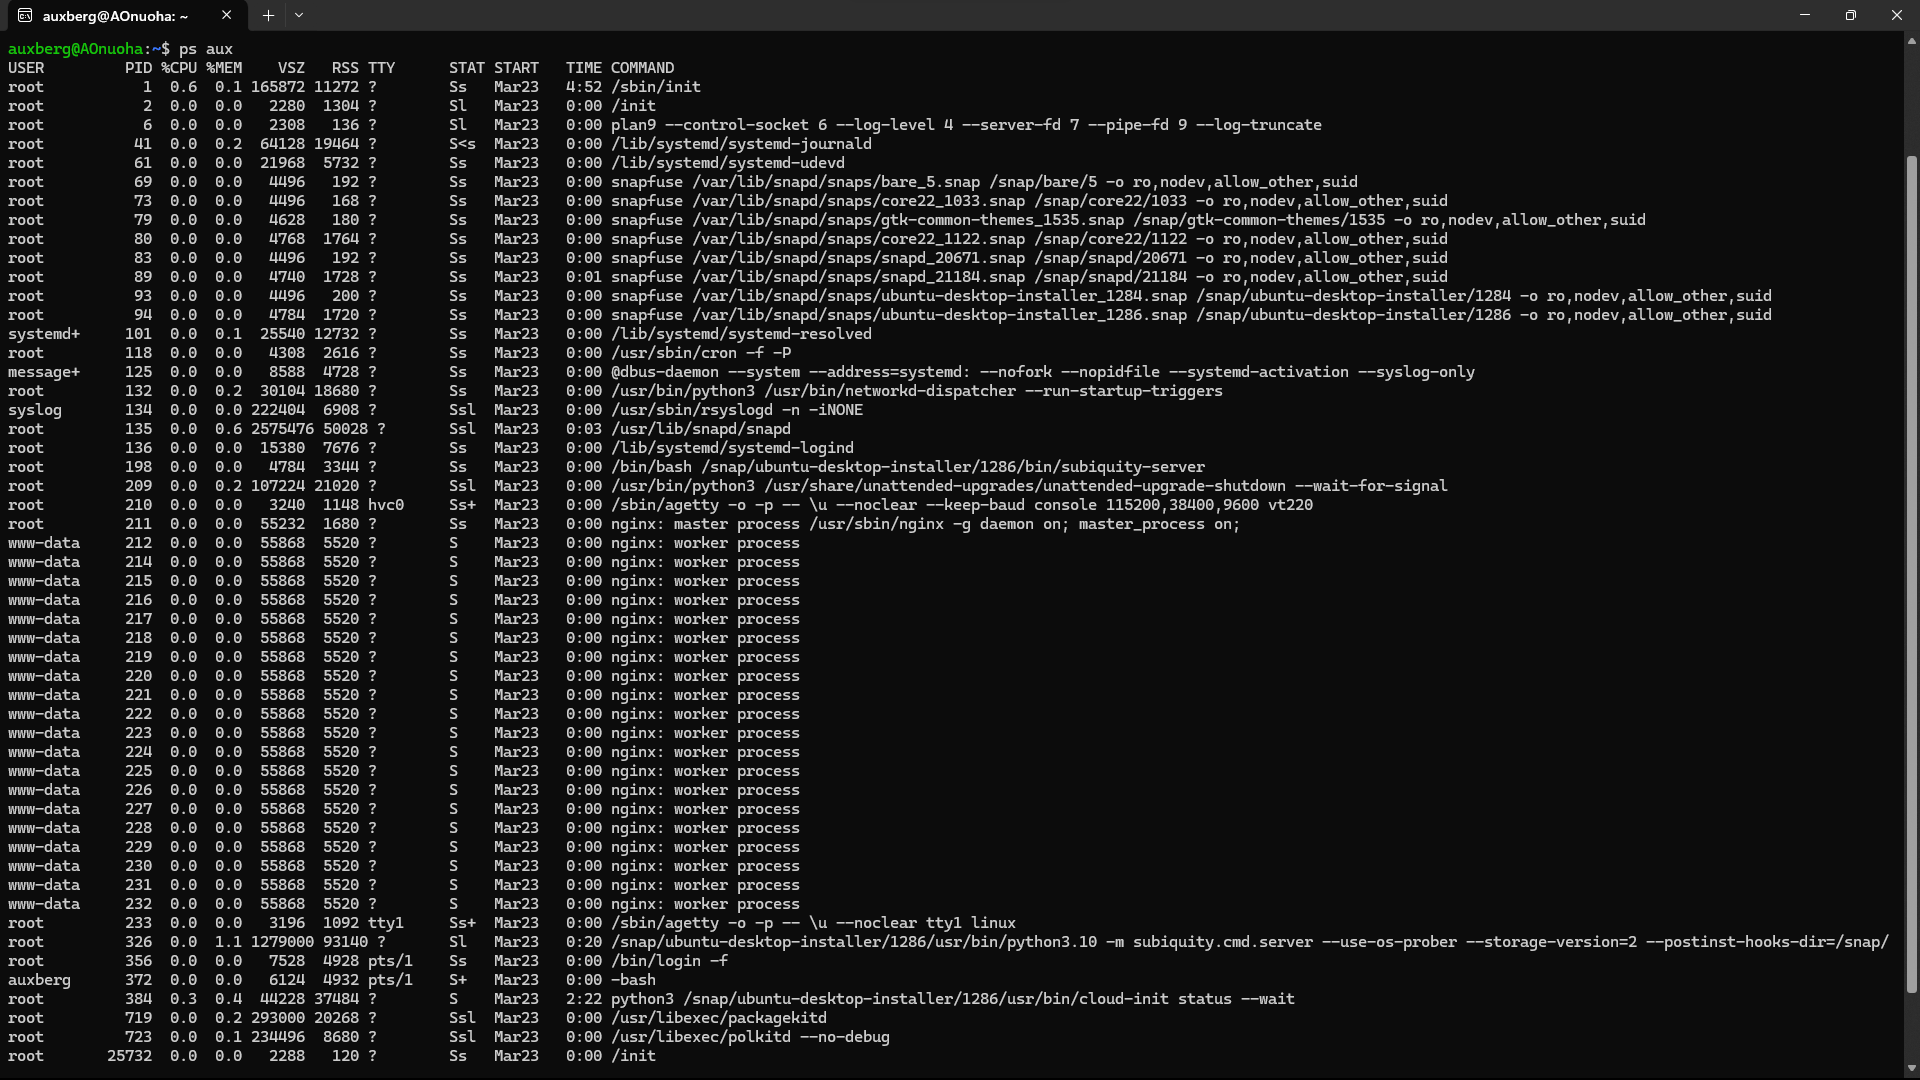 auxberg@AOnuoha: ~
auxberg@AOnuoha:~$ ps aux
USER         PID %CPU %MEM    VSZ   RSS TTY      STAT START   TIME COMMAND
root           1  0.6  0.1 165872 11272 ?        Ss   Mar23   4:52 /sbin/init
root           2  0.0  0.0   2280  1304 ?        Sl   Mar23   0:00 /init
root           6  0.0  0.0   2308   136 ?        Sl   Mar23   0:00 plan9 --control-socket 6 --log-level 4 --server-fd 7 --pipe-fd 9 --log-truncate
root          41  0.0  0.2  64128 19464 ?        S<s  Mar23   0:00 /lib/systemd/systemd-journald
root          61  0.0  0.0  21968  5732 ?        Ss   Mar23   0:00 /lib/systemd/systemd-udevd
root          69  0.0  0.0   4496   192 ?        Ss   Mar23   0:00 snapfuse /var/lib/snapd/snaps/bare_5.snap /snap/bare/5 -o ro,nodev,allow_other,suid
root          73  0.0  0.0   4496   168 ?        Ss   Mar23   0:00 snapfuse /var/lib/snapd/snaps/core22_1033.snap /snap/core22/1033 -o ro,nodev,allow_other,suid
root          79  0.0  0.0   4628   180 ?        Ss   Mar23   0:00 snapfuse /var/lib/snapd/snaps/gtk-common-themes_1535.snap /snap/gtk-common-themes/1535 -o ro,nodev,allow_other,suid
root          80  0.0  0.0   4768  1764 ?        Ss   Mar23   0:00 snapfuse /var/lib/snapd/snaps/core22_1122.snap /snap/core22/1122 -o ro,nodev,allow_other,suid
root          83  0.0  0.0   4496   192 ?        Ss   Mar23   0:00 snapfuse /var/lib/snapd/snaps/snapd_20671.snap /snap/snapd/20671 -o ro,nodev,allow_other,suid
root          89  0.0  0.0   4740  1728 ?        Ss   Mar23   0:01 snapfuse /var/lib/snapd/snaps/snapd_21184.snap /snap/snapd/21184 -o ro,nodev,allow_other,suid
root          93  0.0  0.0   4496   200 ?        Ss   Mar23   0:00 snapfuse /var/lib/snapd/snaps/ubuntu-desktop-installer_1284.snap /snap/ubuntu-desktop-installer/1284 -o ro,nodev,allow_other,suid
root          94  0.0  0.0   4784  1720 ?        Ss   Mar23   0:00 snapfuse /var/lib/snapd/snaps/ubuntu-desktop-installer_1286.snap /snap/ubuntu-desktop-installer/1286 -o ro,nodev,allow_other,suid
systemd+     101  0.0  0.1  25540 12732 ?        Ss   Mar23   0:00 /lib/systemd/systemd-resolved
root         118  0.0  0.0   4308  2616 ?        Ss   Mar23   0:00 /usr/sbin/cron -f -P
message+     125  0.0  0.0   8588  4728 ?        Ss   Mar23   0:00 @dbus-daemon --system --address=systemd: --nofork --nopidfile --systemd-activation --syslog-only
root         132  0.0  0.2  30104 18680 ?        Ss   Mar23   0:00 /usr/bin/python3 /usr/bin/networkd-dispatcher --run-startup-triggers
syslog       134  0.0  0.0 222404  6908 ?        Ssl  Mar23   0:00 /usr/sbin/rsyslogd -n -iNONE
root         135  0.0  0.6 2575476 50028 ?       Ssl  Mar23   0:03 /usr/lib/snapd/snapd
root         136  0.0  0.0  15380  7676 ?        Ss   Mar23   0:00 /lib/systemd/systemd-logind
root         198  0.0  0.0   4784  3344 ?        Ss   Mar23   0:00 /bin/bash /snap/ubuntu-desktop-installer/1286/bin/subiquity-server
root         209  0.0  0.2 107224 21020 ?        Ssl  Mar23   0:00 /usr/bin/python3 /usr/share/unattended-upgrades/unattended-upgrade-shutdown --wait-for-signal
root         210  0.0  0.0   3240  1148 hvc0     Ss+  Mar23   0:00 /sbin/agetty -o -p -- \u --noclear --keep-baud console 115200,38400,9600 vt220
root         211  0.0  0.0  55232  1680 ?        Ss   Mar23   0:00 nginx: master process /usr/sbin/nginx -g daemon on; master_process on;
www-data     212  0.0  0.0  55868  5520 ?        S    Mar23   0:00 nginx: worker process
www-data     214  0.0  0.0  55868  5520 ?        S    Mar23   0:00 nginx: worker process
www-data     215  0.0  0.0  55868  5520 ?        S    Mar23   0:00 nginx: worker process
www-data     216  0.0  0.0  55868  5520 ?        S    Mar23   0:00 nginx: worker process
www-data     217  0.0  0.0  55868  5520 ?        S    Mar23   0:00 nginx: worker process
www-data     218  0.0  0.0  55868  5520 ?        S    Mar23   0:00 nginx: worker process
www-data     219  0.0  0.0  55868  5520 ?        S    Mar23   0:00 nginx: worker process
www-data     220  0.0  0.0  55868  5520 ?        S    Mar23   0:00 nginx: worker process
www-data     221  0.0  0.0  55868  5520 ?        S    Mar23   0:00 nginx: worker process
www-data     222  0.0  0.0  55868  5520 ?        S    Mar23   0:00 nginx: worker process
www-data     223  0.0  0.0  55868  5520 ?        S    Mar23   0:00 nginx: worker process
www-data     224  0.0  0.0  55868  5520 ?        S    Mar23   0:00 nginx: worker process
www-data     225  0.0  0.0  55868  5520 ?        S    Mar23   0:00 nginx: worker process
www-data     226  0.0  0.0  55868  5520 ?        S    Mar23   0:00 nginx: worker process
www-data     227  0.0  0.0  55868  5520 ?        S    Mar23   0:00 nginx: worker process
www-data     228  0.0  0.0  55868  5520 ?        S    Mar23   0:00 nginx: worker process
www-data     229  0.0  0.0  55868  5520 ?        S    Mar23   0:00 nginx: worker process
www-data     230  0.0  0.0  55868  5520 ?        S    Mar23   0:00 nginx: worker process
www-data     231  0.0  0.0  55868  5520 ?        S    Mar23   0:00 nginx: worker process
www-data     232  0.0  0.0  55868  5520 ?        S    Mar23   0:00 nginx: worker process
root         233  0.0  0.0   3196  1092 tty1     Ss+  Mar23   0:00 /sbin/agetty -o -p -- \u --noclear tty1 linux
root         326  0.0  1.1 1279000 93140 ?       Sl   Mar23   0:20 /snap/ubuntu-desktop-installer/1286/usr/bin/python3.10 -m subiquity.cmd.server --use-os-prober --storage-version=2 --postinst-hooks-dir=/snap/
root         356  0.0  0.0   7528  4928 pts/1    Ss   Mar23   0:00 /bin/login -f
auxberg      372  0.0  0.0   6124  4932 pts/1    S+   Mar23   0:00 -bash
root         384  0.3  0.4  44228 37484 ?        S    Mar23   2:22 python3 /snap/ubuntu-desktop-installer/1286/usr/bin/cloud-init status --wait
root         719  0.0  0.2 293000 20268 ?        Ssl  Mar23   0:00 /usr/libexec/packagekitd
root         723  0.0  0.1 234496  8680 ?        Ssl  Mar23   0:00 /usr/libexec/polkitd --no-debug
root       25732  0.0  0.0   2288   120 ?        Ss   Mar23   0:00 /init